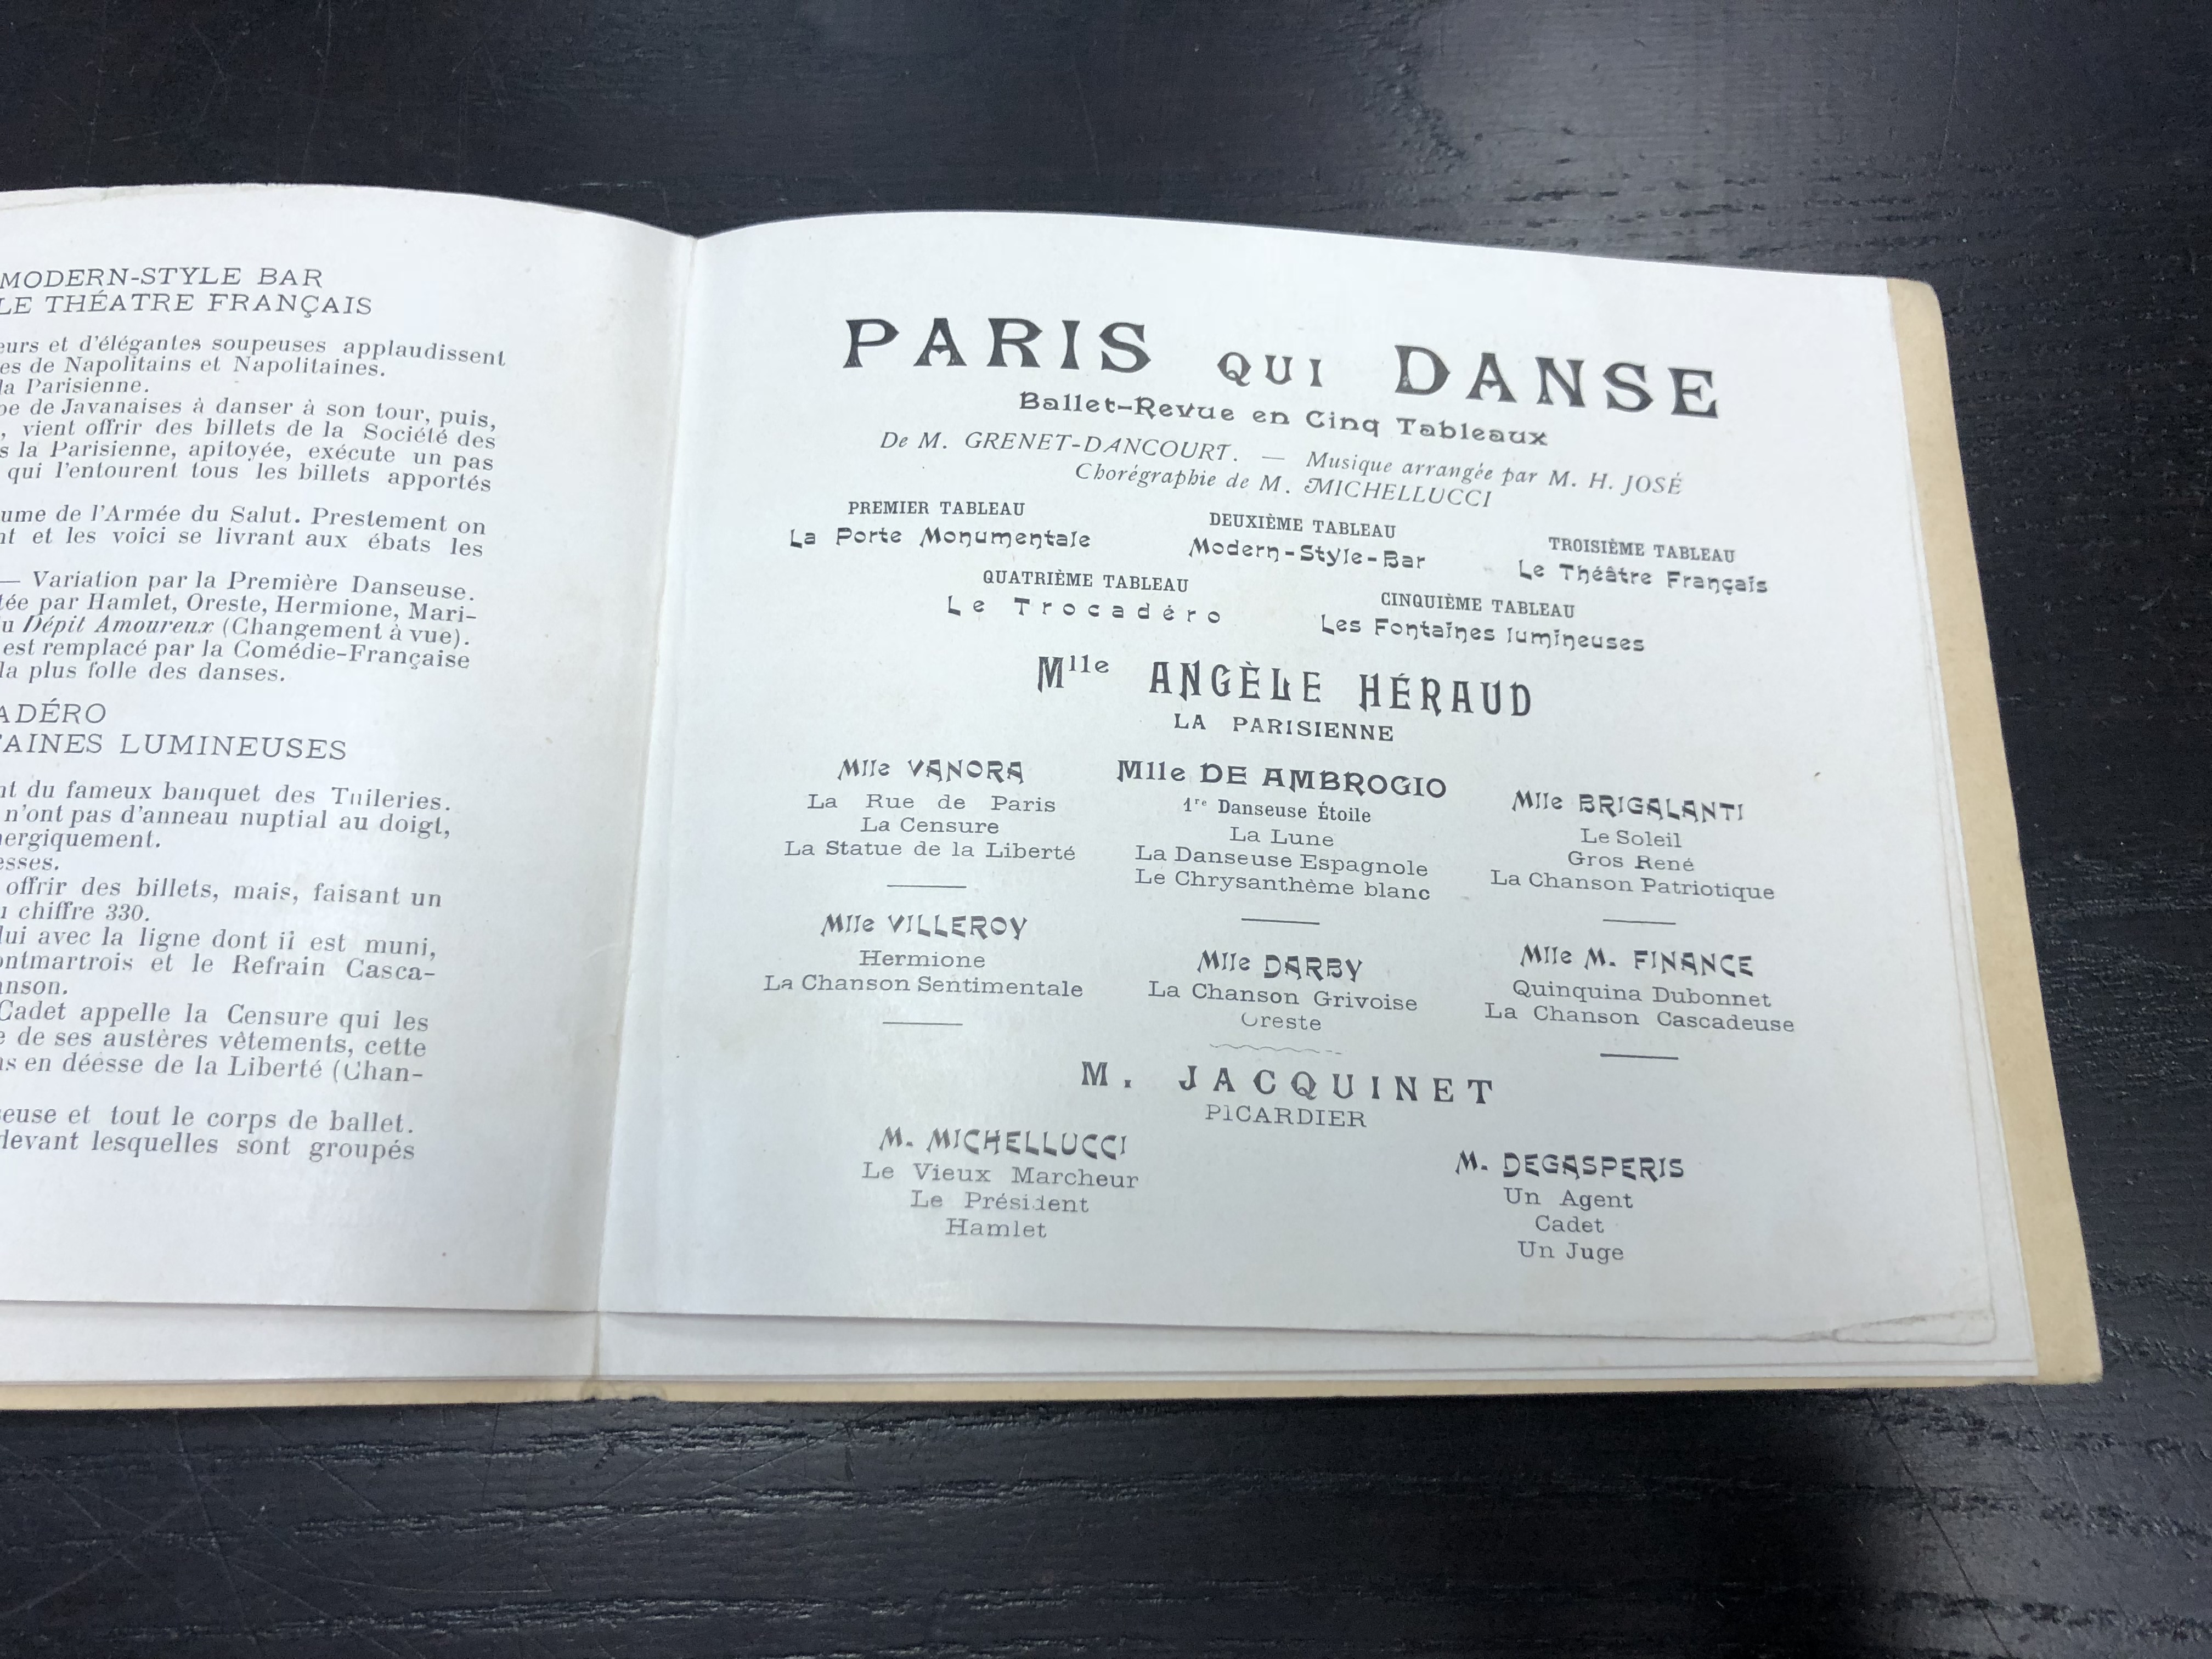 MODERN-STYLE BAR
LE THÉATRE FRANÇAIS
et d'élégantes soupeuses applaudissent
es de Napolitains et Napolitaines.
la Parisienne.
de Javanaises à danser à son tour, puis,
, vient offrir des billets de la Société des
s la Parisienne, apitoyée, exécute un pas
qui l'entourent tous les billets apportés
de l'Armée du Salut. Prestement on
et les voici se livrant aux ébats les
— Variation par la Première Danseuse.
par Hamlet, Oreste, Hermione, Mari-
u Dépit Amoureux (Changement à vue).
est remplacé par la Comédie-Française
la plus folle des danses.
ADÉRO
AINES LUMINEUSES
nt du fameux banquet des Tuileries.
n'ont pas d'anneau nuptial au doigt,
ergiquement.
esses.
offrir des billets, mais, faisant un
chiffre 330.
lui avec la ligne dont il est muni,
ontmartrois et le Refrain Casca-
anson.
Cadet appelle la Censure qui les
e de ses austères vêtements, cette
as en déesse de la Liberté (Chan-
seuse et tout le corps de ballet.
devant lesquelles sont groupés
PARIS QUI DANSE
Ballet-Revue en Cinq Tableaux
De M. GRENET-DANCOURT. — Musique arrangée par M. H. JOSÉ
Chorégraphie de M. MICHELLUCCI
PREMIER TABLEAU
La Porte Monumentale
DEUXIÈME TABLEAU
Modern-Style-Bar
TROISIÈME TABLEAU
Le Théâtre Français
QUATRIÈME TABLEAU
Le Trocadéro
CINQUIÈME TABLEAU
Les Fontaines lumineuses
Mlle ANGÈLE HÉRAUD
LA PARISIENNE
Mlle VANORA
La Rue de Paris
La Censure
La Statue de la Liberté
Mlle DE AMBROGIO
1re Danseuse Étoile
La Lune
La Danseuse Espagnole
Le Chrysanthème blanc
Mlle BRIGALANTI
Le Soleil
Gros René
La Chanson Patriotique
Mlle VILLEROY
Hermione
La Chanson Sentimentale
Mlle DARBY
La Chanson Grivoise
Oreste
Mlle M. FINANCE
Quinquina Dubonnet
La Chanson Cascadeuse
M. JACQUINET
PICARDIER
M. MICHELLUCCI
Le Vieux Marcheur
Le Président
Hamlet
M. DEGASPERIS
Un Agent
Cadet
Un Juge